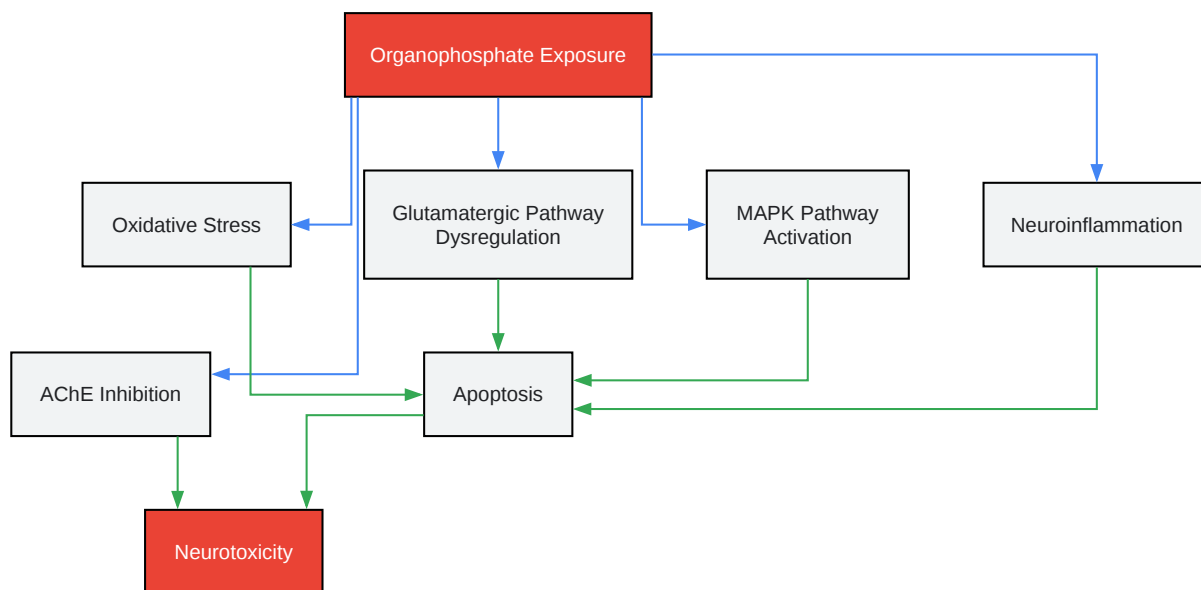 Organophosphate Exposure
Oxidative Stress
Glutamatergic Pathway
Dysregulation
MAPK Pathway
Activation
Neuroinflammation
AChE Inhibition
Apoptosis
Neurotoxicity